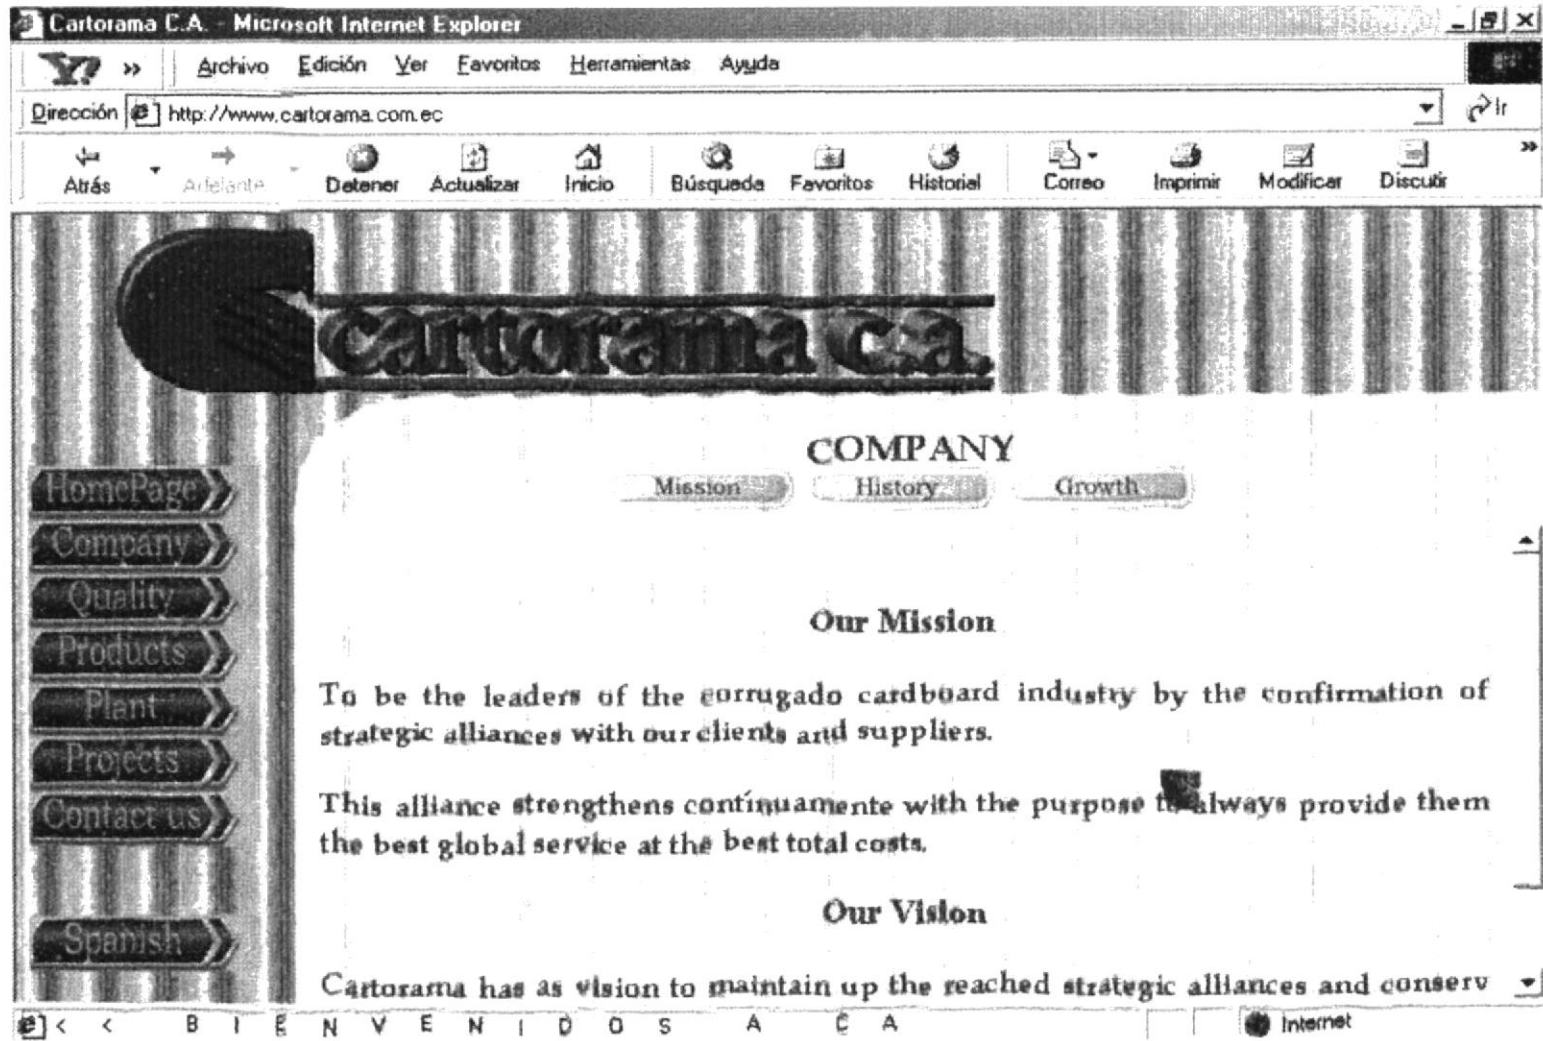 Cartorama C.A. - Microsoft Internet Explorer
Y! » Archivo Edición Ver Favoritos Herramientas Ayuda
Dirección http://www.cartorama.com.ec Ir
Atrás Adelante Detener Actualizar Inicio Búsqueda Favoritos Historial Correo Imprimir Modificar Discutir »
cartorama c.a.
COMPANY
Mission History Growth
HomePage
Company
Quality
Products
Plant
Projects
Contact us
Spanish
Our Mission
To be the leaders of the corrugado cardboard industry by the confirmation of
strategic alliances with our clients and suppliers.
This alliance strengthens contínuamente with the purpose to always provide them
the best global service at the best total costs.
Our Vision
Cartorama has as vision to maintain up the reached strategic alliances and conserv
< < B I E N V E N I D O S A C A Internet